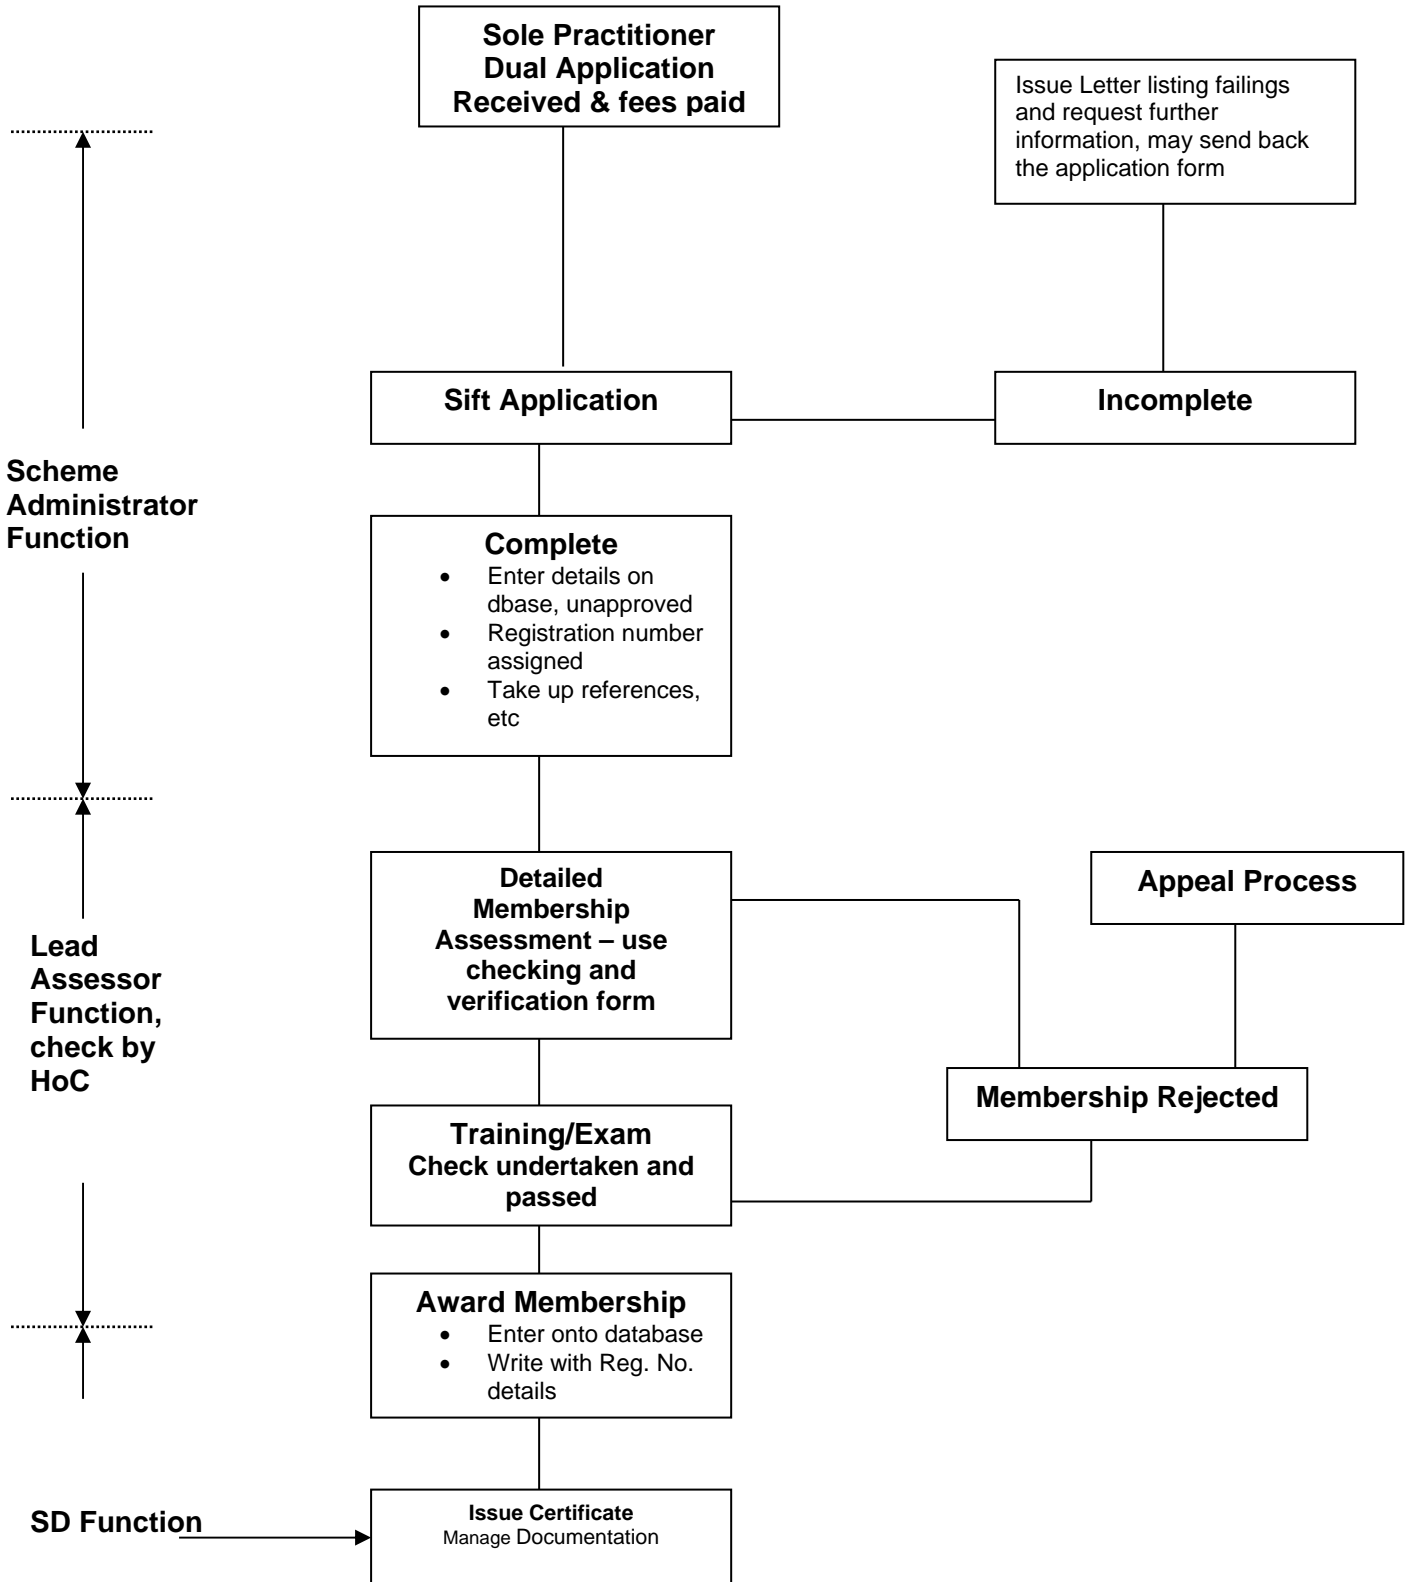 Sole Practitioner
Dual Application
Received & fees paid
Issue Letter listing failings
and request further
information, may send back
the application form
Sift Application
Incomplete
Scheme
Administrator
Function
Complete
• Enter details on
dbase, unapproved
• Registration number
assigned
• Take up references,
etc
Detailed
Membership
Assessment – use
checking and
verification form
Appeal Process
Lead
Assessor
Function,
check by
HoC
Membership Rejected
Training/Exam
Check undertaken and
passed
Award Membership
• Enter onto database
• Write with Reg. No.
details
SD Function
Issue Certificate
Manage Documentation